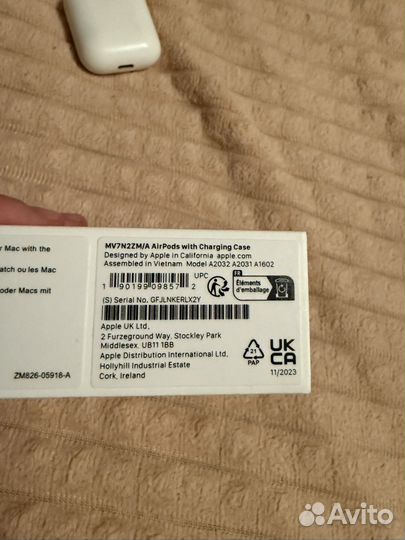 MV7N2ZM/A AirPods with Charging Case
Designed by Apple in California apple.com
Assembled in Vietnam Model A2032 A2031 A1602
UPC
1 90199 09857 2
(S) Serial No. GFJLNKERLX2Y
FR
Éléments
d'emballage
Apple UK Ltd,
2 Furzeground Way, Stockley Park
Middlesex. UB11 1BB
Apple Distribution International Ltd.
Hollyhill Industrial Estate
Cork, Ireland
21
PAP
UK
CA
11/2023
r Mac with the
atch ou les Mac
oder Macs mit
ZM826-05918-A
Avito